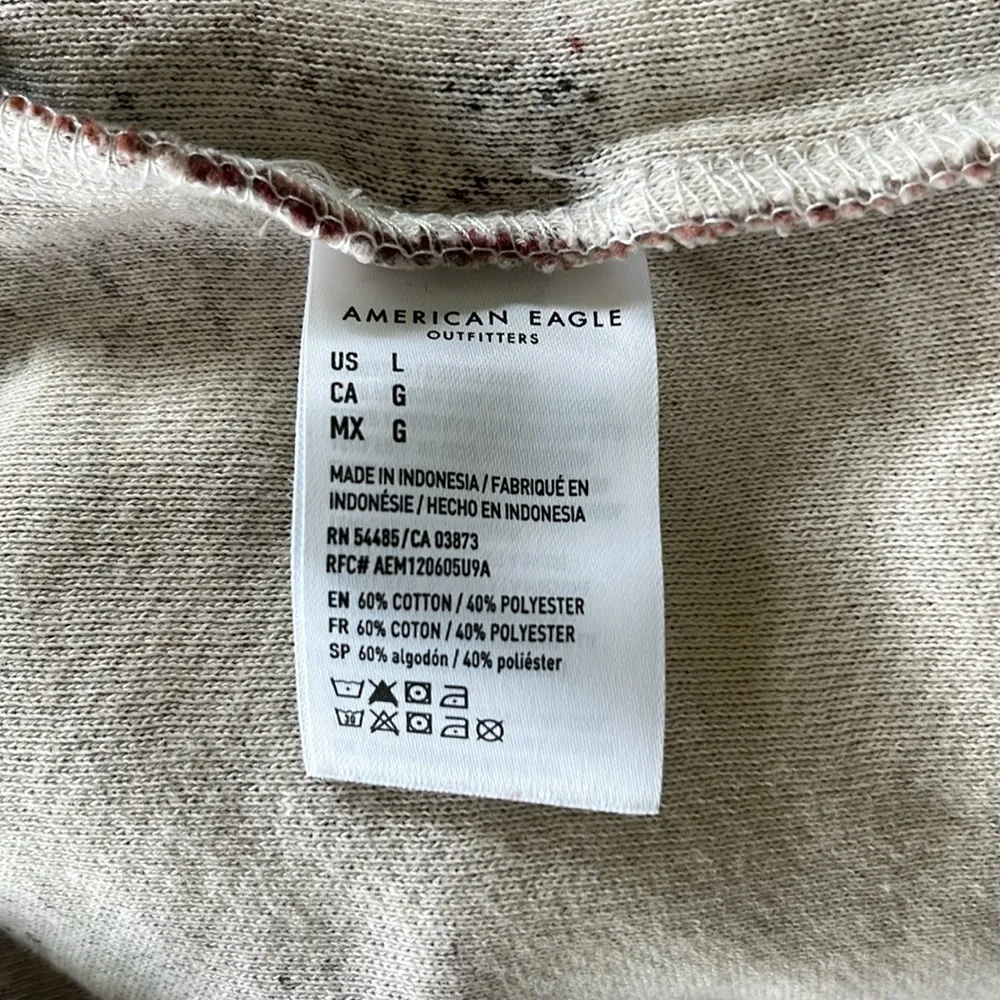 AMERICAN EAGLE
OUTFITTERS
US L
CA G
MX G
MADE IN INDONESIA / FABRIQUÉ EN
INDONÉSIE / HECHO EN INDONESIA
RN 54485/CA 03873
RFC# AEM120605U9A
EN 60% COTTON / 40% POLYESTER
FR 60% COTON / 40% POLYESTER
SP 60% algodón / 40% poliéster
30